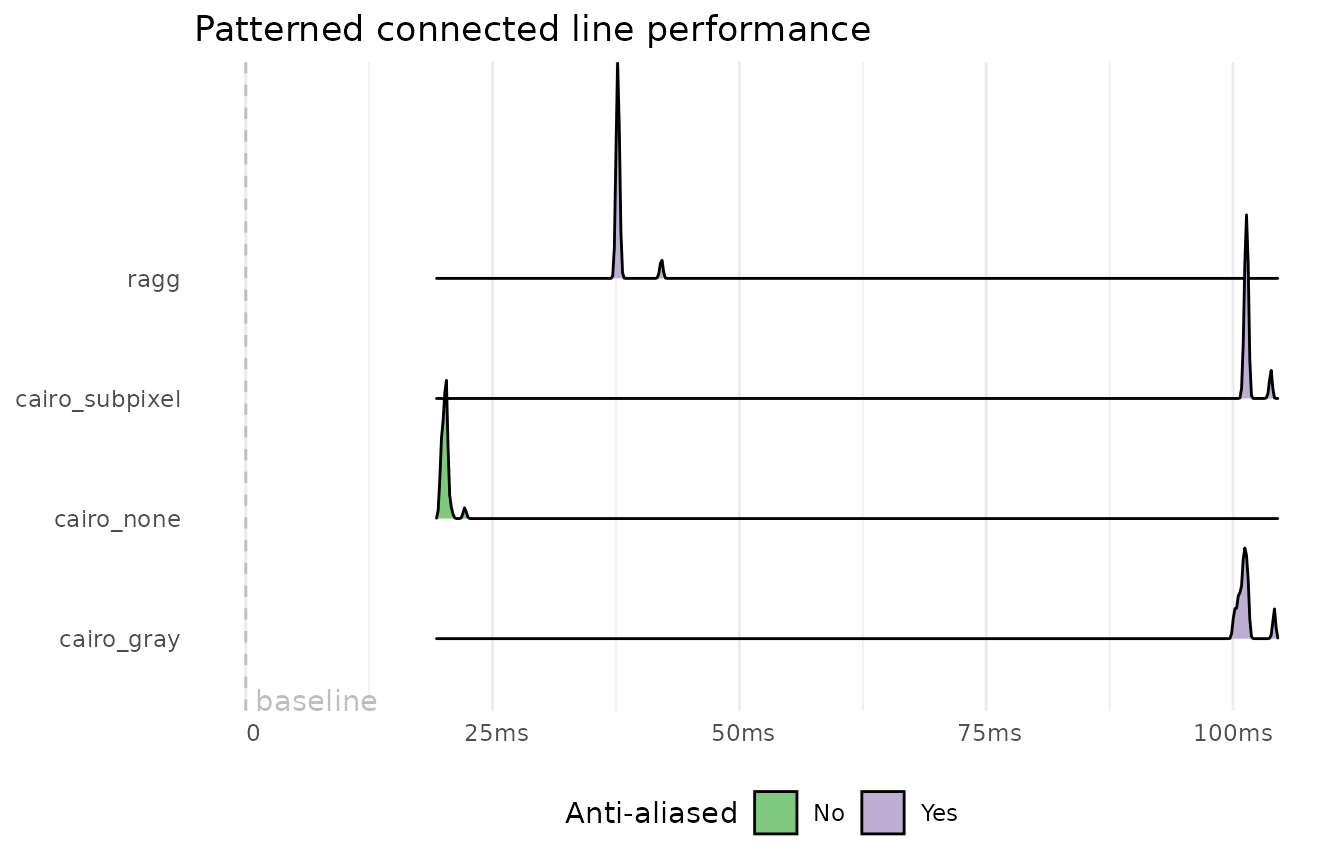 Patterned connected line performance
ragg
cairo_subpixel
cairo_none
cairo_gray
baseline
0 25ms 50ms 75ms 100ms
Anti-aliased No Yes